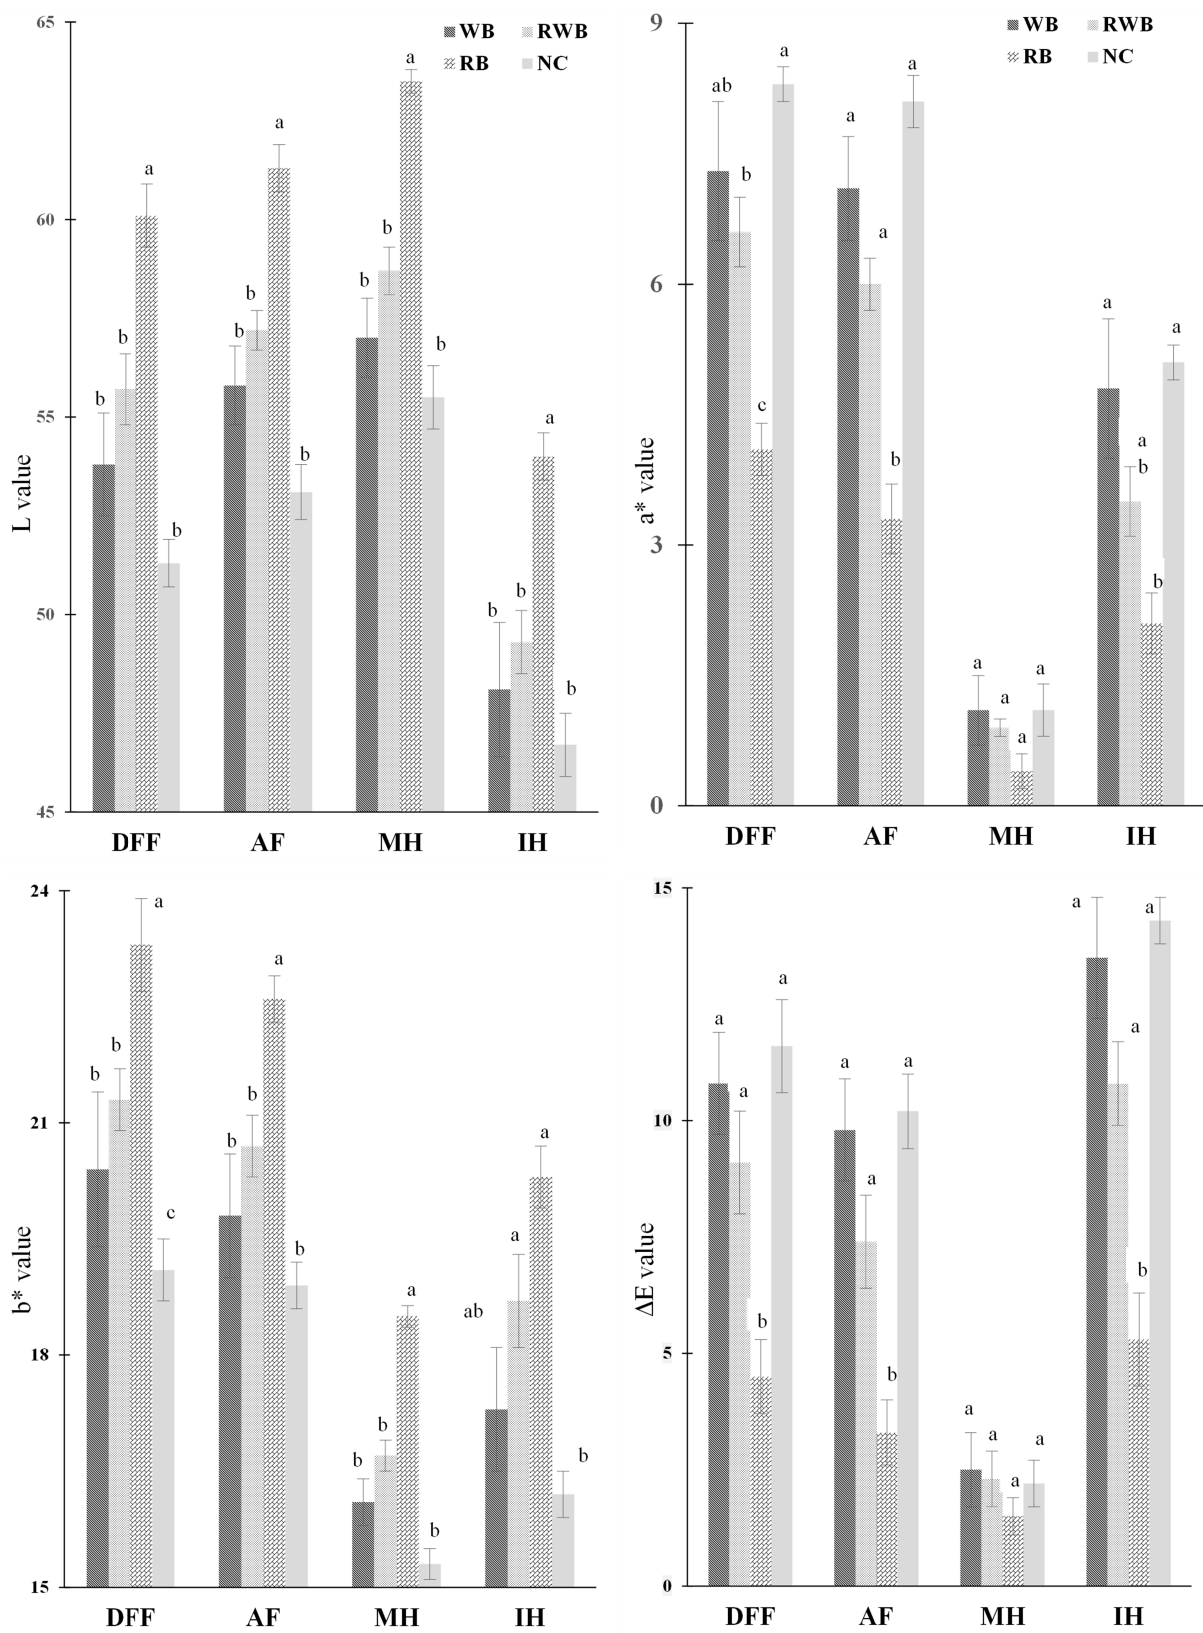 65
60
55
50
45
L value
WB RWB
RB NC
b b a b
b b a b
b b a b
b b a b
DFF AF MH IH
9
6
3
0
a* value
WB RWB
RB NC
ab b c a
a a b a
a a a a
a a b b a
DFF AF MH IH
24
21
18
15
b* value
b b a c
b b a b
b b a b
ab a a b
DFF AF MH IH
15
10
5
0
ΔE value
a a b a
a a b a
a a a a
a a b a
DFF AF MH IH